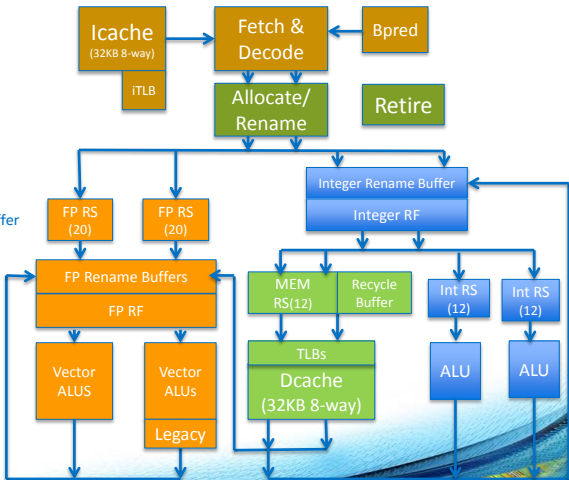 Icache
(32KB 8-way)
iTLB
Fetch &
Decode
Bpred
Allocate/
Rename
Retire
ffer
FP RS
(20)
FP RS
(20)
Integer Rename Buffer
Integer RF
FP Rename Buffers
FP RF
MEM
RS(12)
Recycle
Buffer
Int RS
(12)
Int RS
(12)
Vector
ALUS
Vector
ALUs
Legacy
TLBs
Dcache
(32KB 8-way)
ALU
ALU